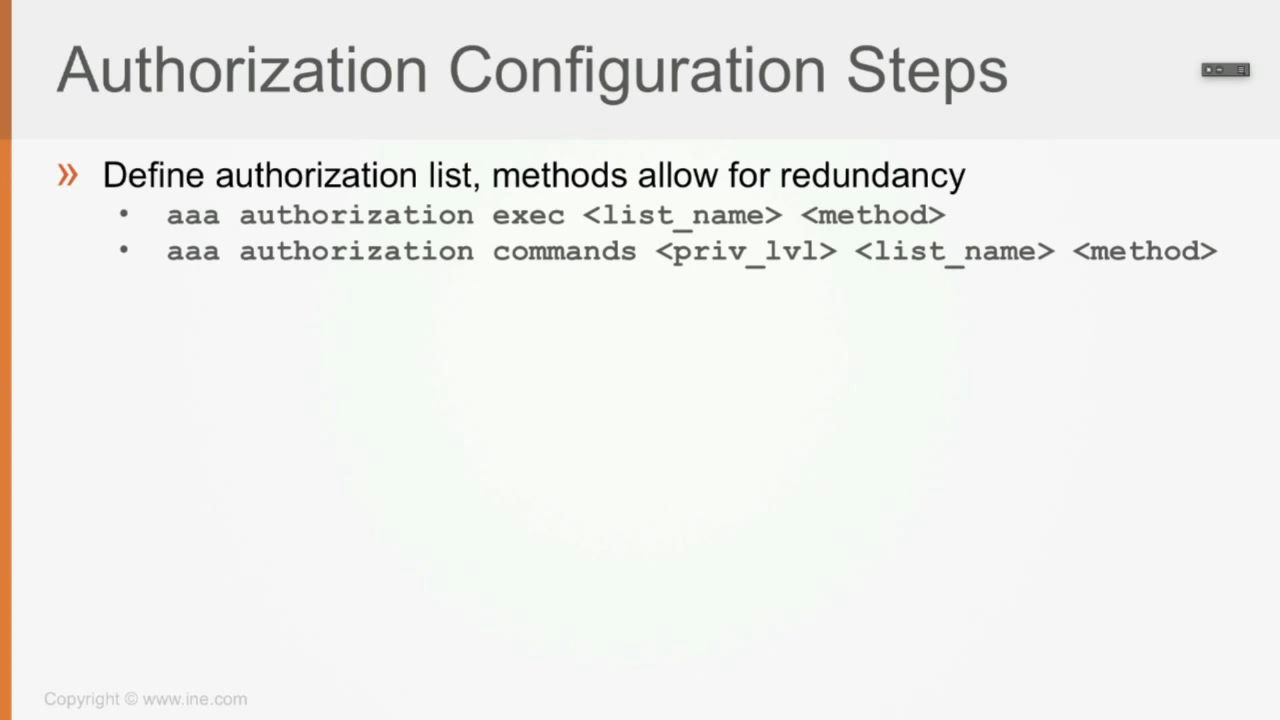 Authorization Configuration Steps
» Define authorization list, methods allow for redundancy
• aaa authorization exec <list_name> <method>
• aaa authorization commands <priv_lvl> <list_name> <method>
Copyright © www.ine.com